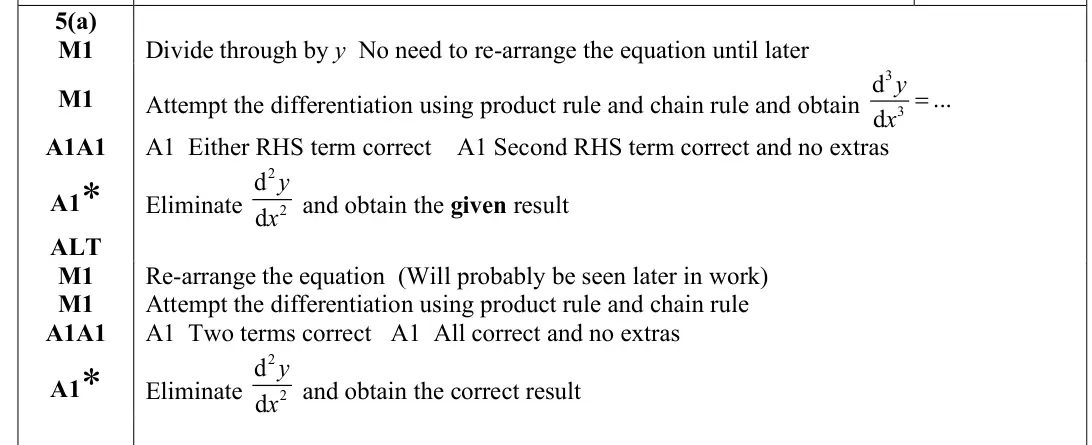 5(a)
M1 Divide through by y No need to re-arrange the equation until later
M1 Attempt the differentiation using product rule and chain rule and obtain d³y/dx³ = ...
A1A1 A1 Either RHS term correct A1 Second RHS term correct and no extras
A1* Eliminate d²y/dx² and obtain the given result
ALT
M1 Re-arrange the equation (Will probably be seen later in work)
M1 Attempt the differentiation using product rule and chain rule
A1A1 A1 Two terms correct A1 All correct and no extras
A1* Eliminate d²y/dx² and obtain the correct result